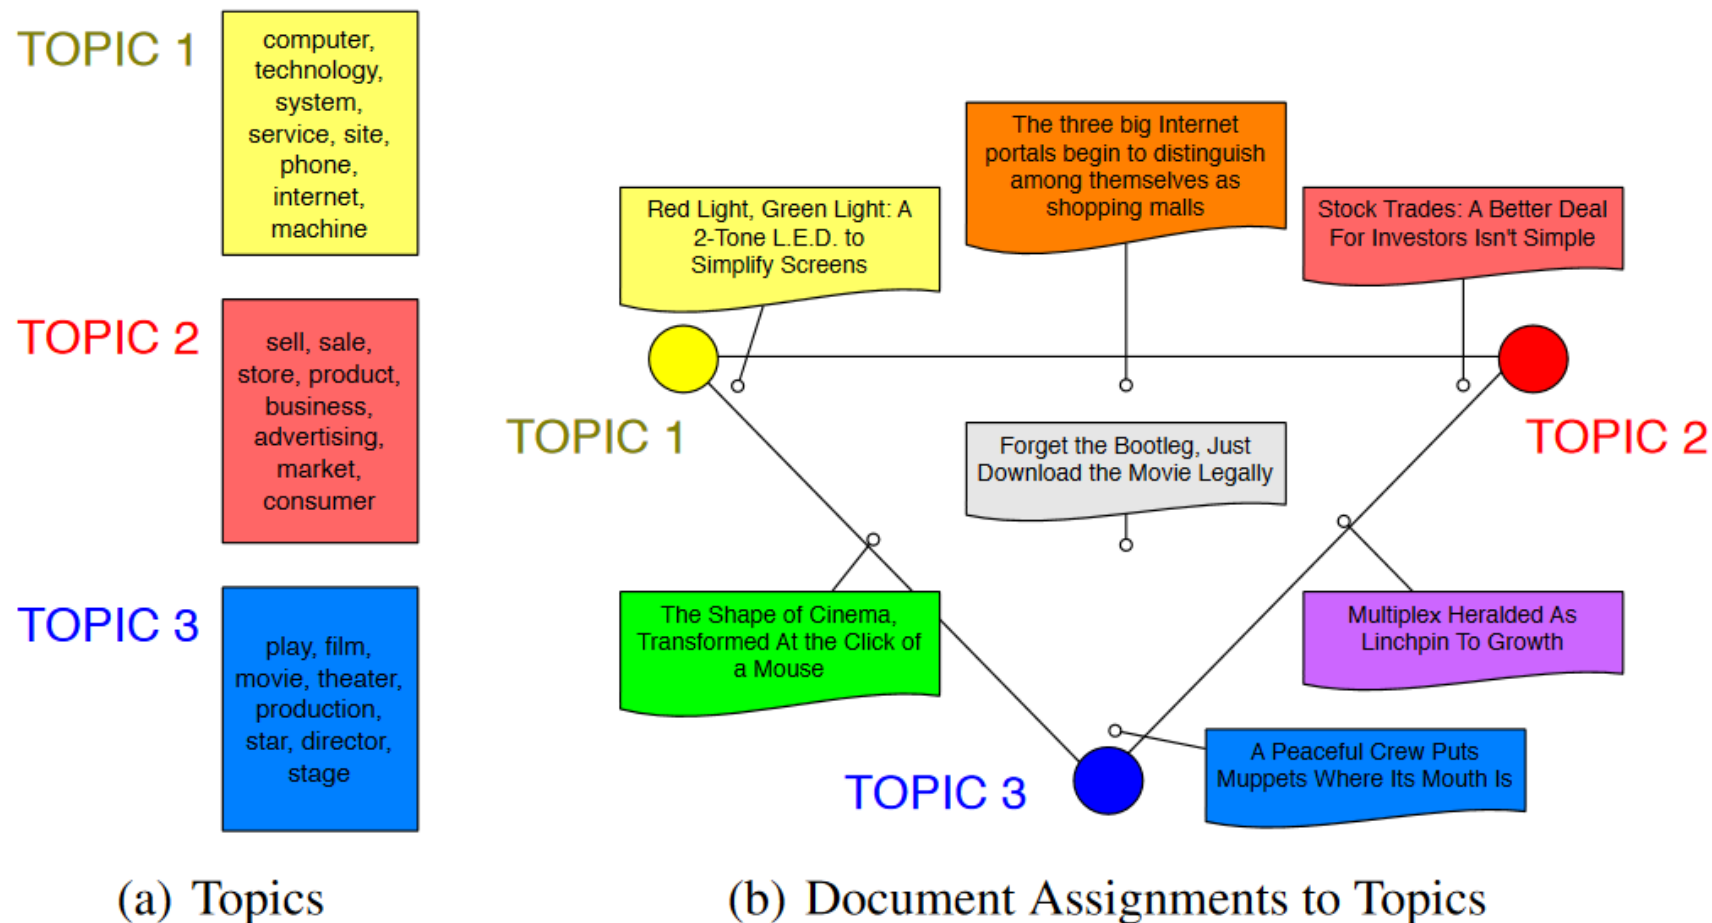 TOPIC 1
computer,
technology,
system,
service, site,
phone,
internet,
machine
TOPIC 2
sell, sale,
store, product,
business,
advertising,
market,
consumer
TOPIC 3
play, film,
movie, theater,
production,
star, director,
stage
(a) Topics
The three big Internet
portals begin to distinguish
among themselves as
shopping malls
Red Light, Green Light: A
2-Tone L.E.D. to
Simplify Screens
Stock Trades: A Better Deal
For Investors Isn't Simple
TOPIC 1
TOPIC 2
Forget the Bootleg, Just
Download the Movie Legally
The Shape of Cinema,
Transformed At the Click of
a Mouse
Multiplex Heralded As
Linchpin To Growth
TOPIC 3
A Peaceful Crew Puts
Muppets Where Its Mouth Is
(b) Document Assignments to Topics